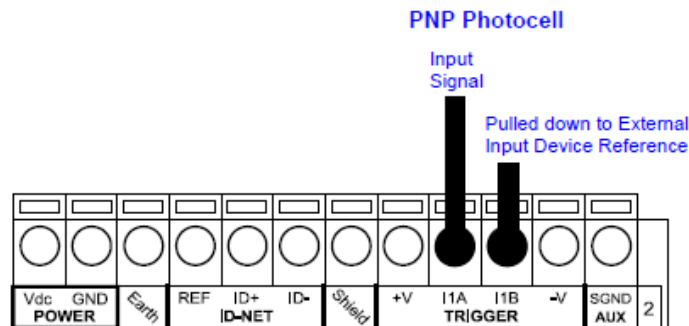 PNP Photocell
Input
Signal
Pulled down to External
Input Device Reference
Vdc GND Earth REF ID+ ID- Shield +V I1A I1B -V SGND 2
POWER D-NET TRIGGER AUX